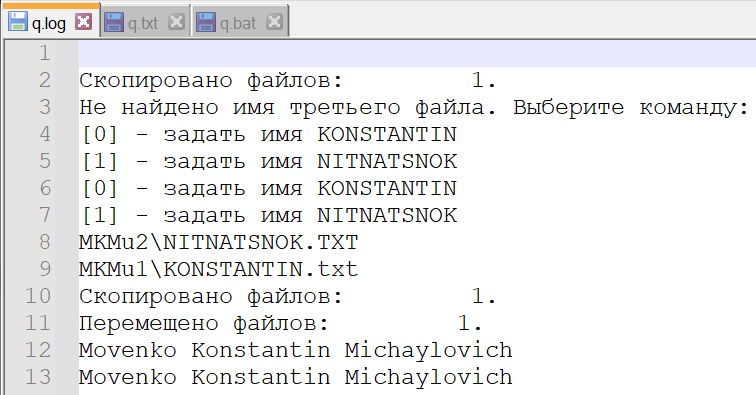 q.log q.txt q.bat
1
2 Скопировано файлов:         1.
3 Не найдено имя третьего файла. Выберите команду:
4 [0] - задать имя KONSTANTIN
5 [1] - задать имя NITNATSNOK
6 [0] - задать имя KONSTANTIN
7 [1] - задать имя NITNATSNOK
8 MKMu2\NITNATSNOK.TXT
9 MKMu1\KONSTANTIN.txt
10 Скопировано файлов:         1.
11 Перемещено файлов:         1.
12 Movenko Konstantin Michaylovich
13 Movenko Konstantin Michaylovich